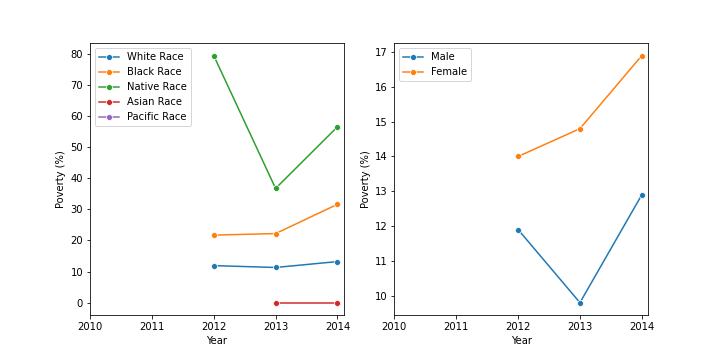 White Race
Black Race
Native Race
Asian Race
Pacific Race
80
70
60
50
40
30
20
10
0
Poverty (%)
2010 2011 2012 2013 2014
Year
Male
Female
17
16
15
14
13
12
11
10
Poverty (%)
2010 2011 2012 2013 2014
Year